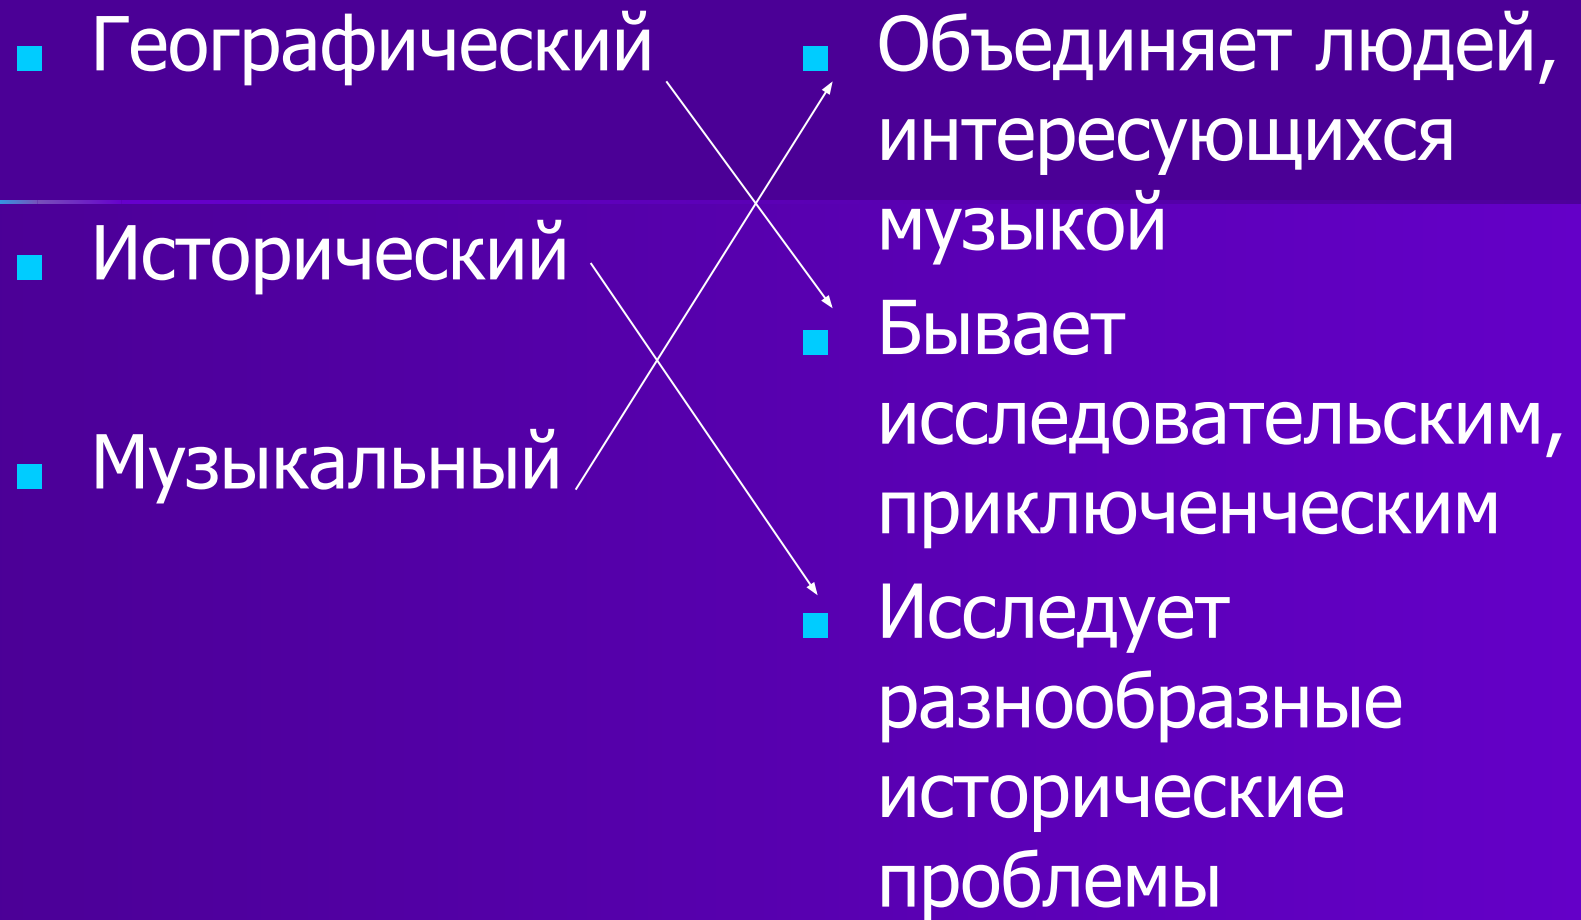 Географический
Исторический
Музыкальный
Объединяет людей,
интересующихся
музыкой
Бывает
исследовательским,
приключенческим
Исследует
разнообразные
исторические
проблемы